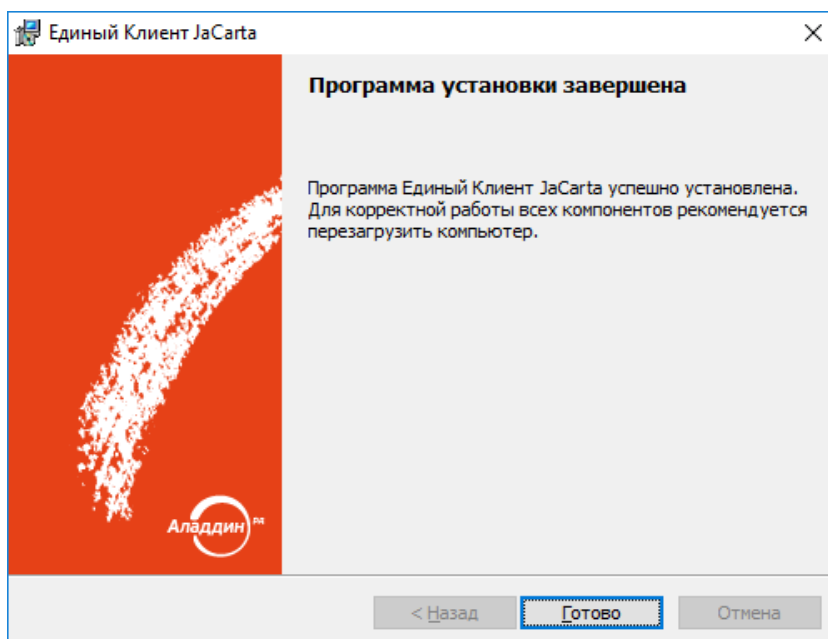 Единый Клиент JaCarta
Программа установки завершена
Программа Единый Клиент JaCarta успешно установлена.
Для корректной работы всех компонентов рекомендуется
перезагрузить компьютер.
Аладдин РД
< Назад
Готово
Отмена